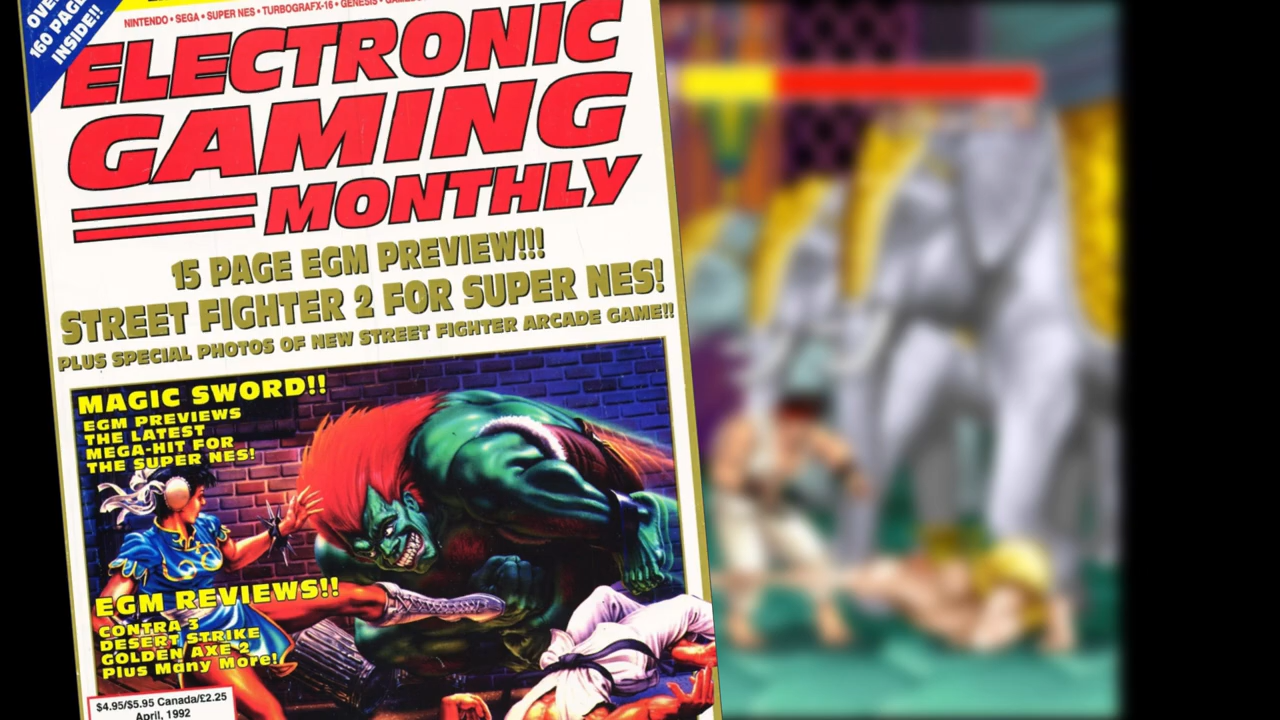 OVER
160 PAGES
INSIDE!!
NINTENDO • SEGA • SUPER NES • TURBOGRAFX-16 • GENESIS •
ELECTRONIC
GAMING
MONTHLY
15 PAGE EGM PREVIEW!!!
STREET FIGHTER 2 FOR SUPER NES!
PLUS SPECIAL PHOTOS OF NEW STREET FIGHTER ARCADE GAME!!
MAGIC SWORD!!
EGM PREVIEWS
THE LATEST
MEGA-HIT FOR
THE SUPER NES!
EGM REVIEWS!!
CONTRA 3
DESERT STRIKE
GOLDEN AXE 2
Plus Many More!
$4.95/$5.95 Canada/£2.25
April, 1992